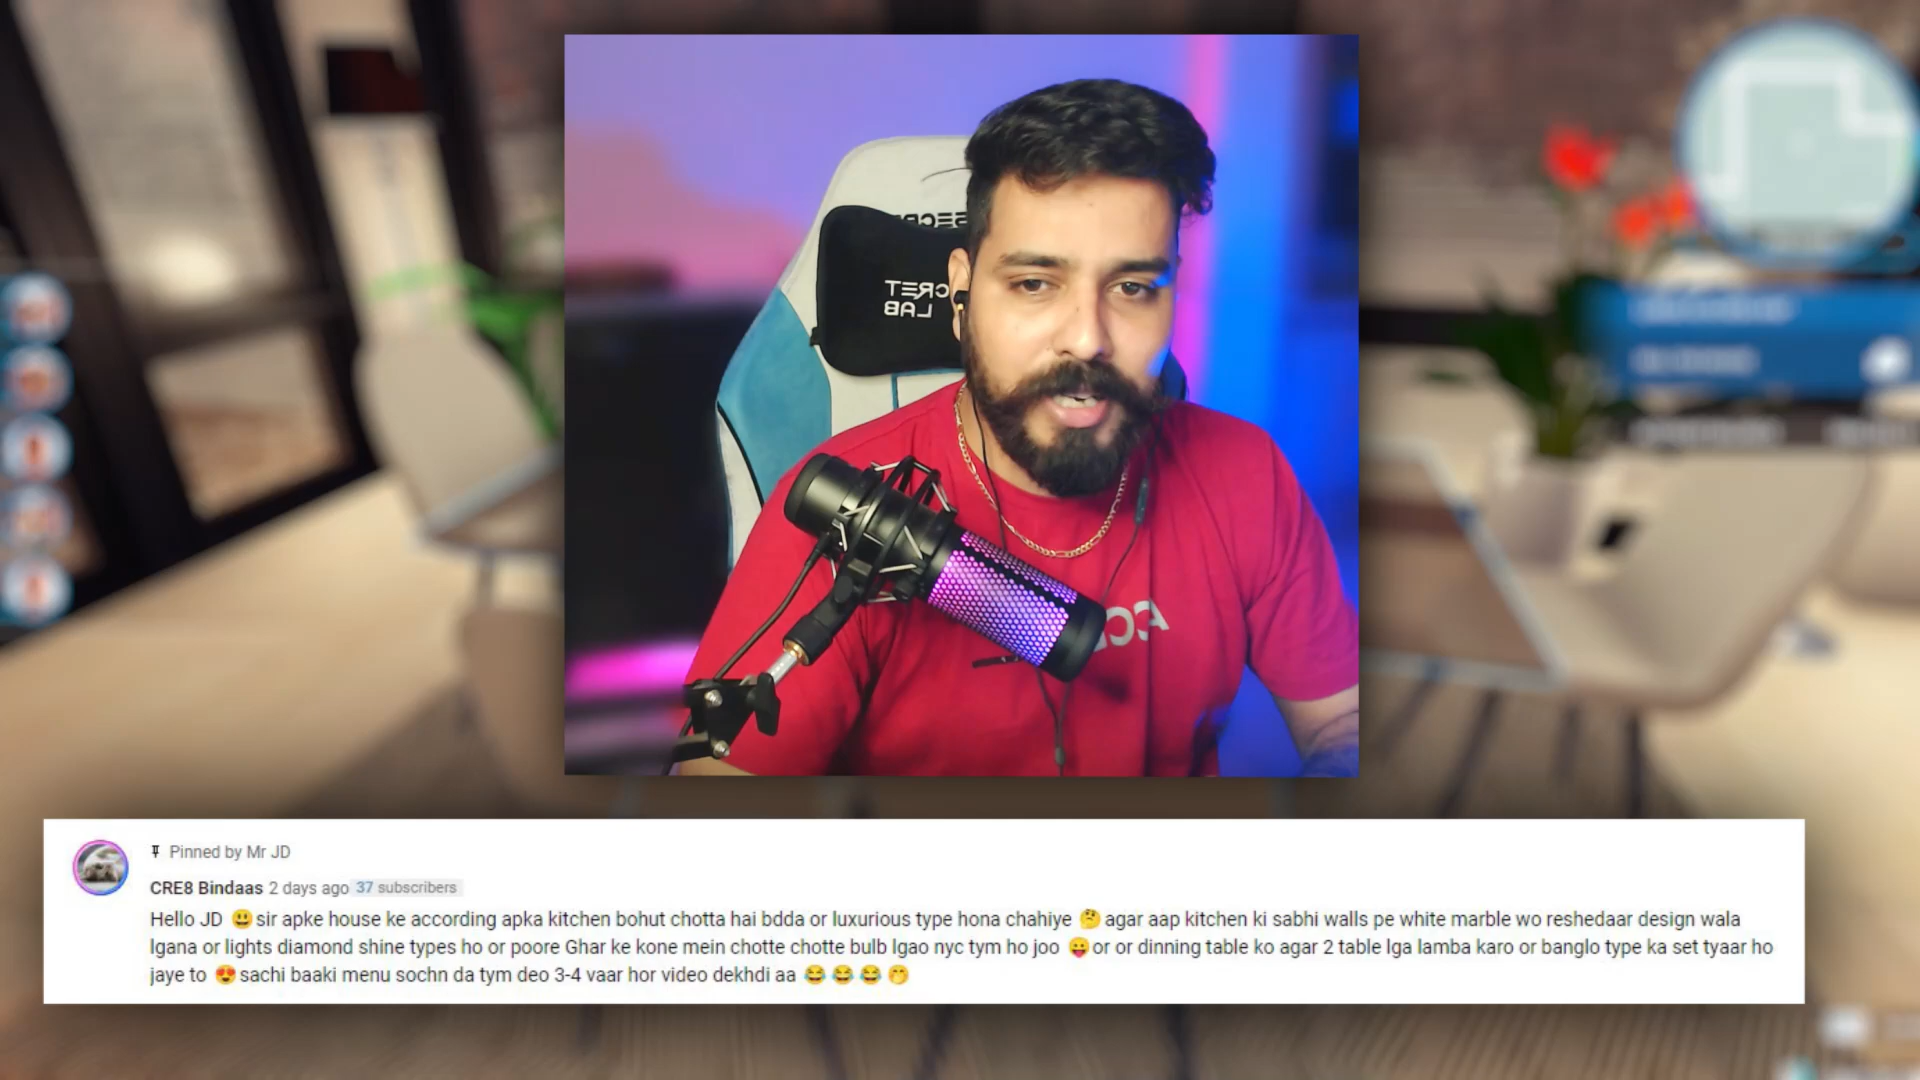 SECRET
SECRET
LAB
ACCE
Pinned by Mr JD
CRE8 Bindaas 2 days ago 37 subscribers
Hello JD 😃 sir apke house ke according apka kitchen bohut chotta hai bdda or luxurious type hona chahiye 🤔 agar aap kitchen ki sabhi walls pe white marble wo reshedaar design wala
lgana or lights diamond shine types ho or poore Ghar ke kone mein chotte chotte bulb lgao nyc tym ho joo 😛 or or dinning table ko agar 2 table lga lamba karo or banglo type ka set tyaar ho
jaye to 😍 sachi baaki menu sochn da tym deo 3-4 vaar hor video dekhdi aa 😂 😂 😂 🤭